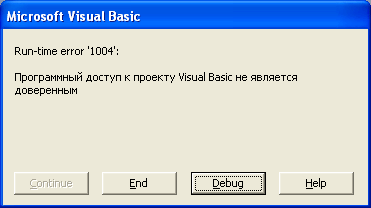 Microsoft Visual Basic
Run-time error '1004':
Программный доступ к проекту Visual Basic не является
доверенным
Continue End Debug Help